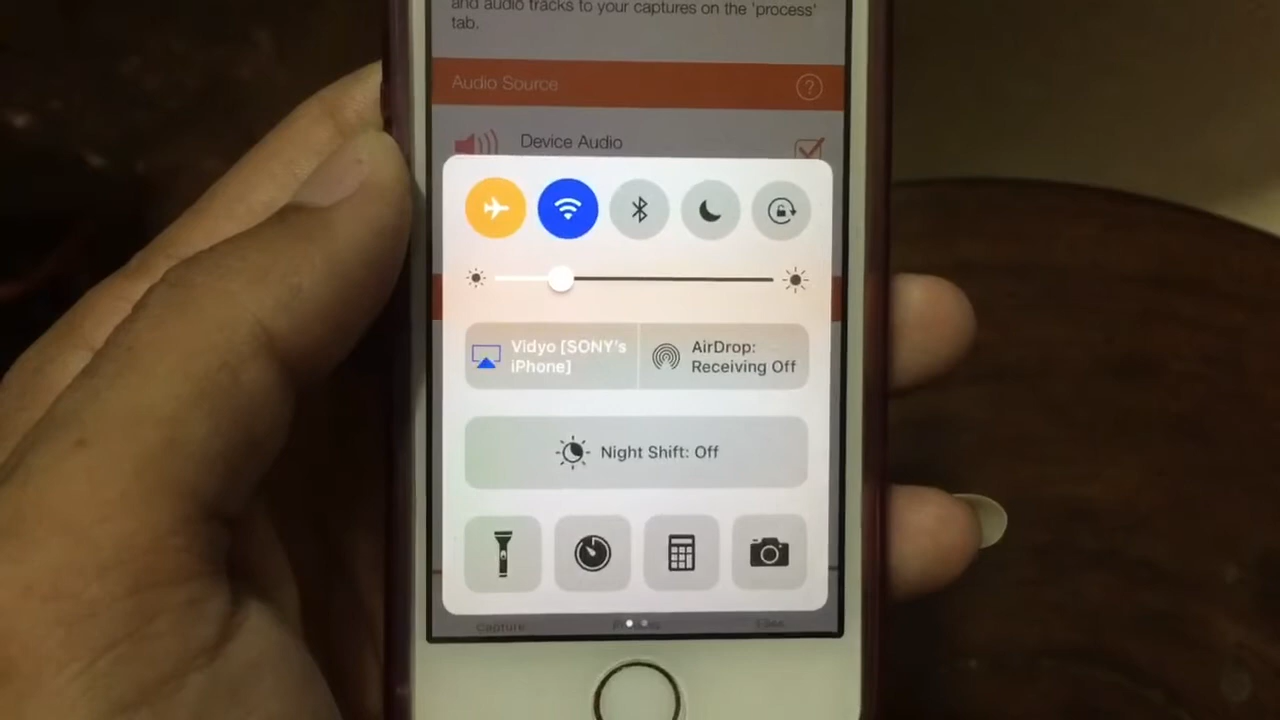 and audio tracks to your captures on the 'process'
tab.
Audio Source
?
Device Audio
Vidyo [SONY's
iPhone]
AirDrop:
Receiving Off
Night Shift: Off
Capture
Files